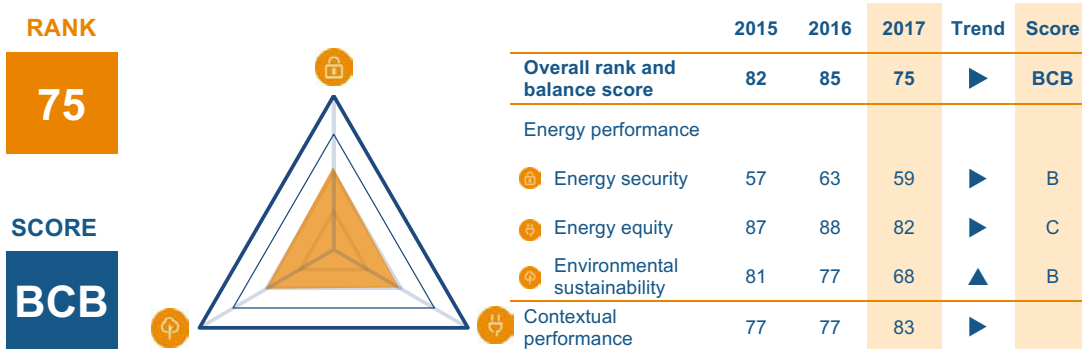 RANK
75
SCORE
BCB
2015 2016 2017 Trend Score
Overall rank and
balance score 82 85 75 ▶ BCB
Energy performance
Energy security 57 63 59 ▶ B
Energy equity 87 88 82 ▶ C
Environmental
sustainability 81 77 68 ▲ B
Contextual
performance 77 77 83 ▶